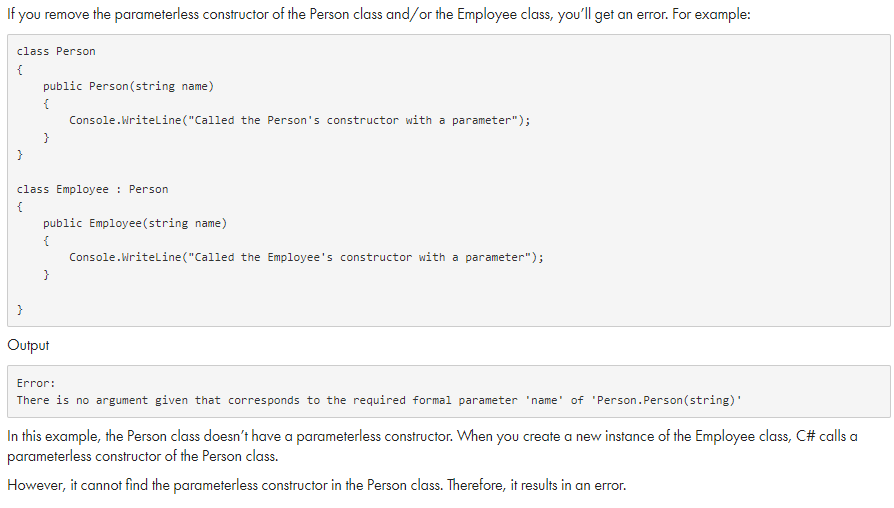 If you remove the parameterless constructor of the Person class and/or the Employee class, you'll get an error. For example:
class Person
{
    public Person(string name)
    {
        Console.WriteLine("Called the Person's constructor with a parameter");
    }
}
class Employee : Person
{
    public Employee(string name)
    {
        Console.WriteLine("Called the Employee's constructor with a parameter");
    }
}
Output
Error:
There is no argument given that corresponds to the required formal parameter 'name' of 'Person.Person(string)'
In this example, the Person class doesn't have a parameterless constructor. When you create a new instance of the Employee class, C# calls a
parameterless constructor of the Person class.
However, it cannot find the parameterless constructor in the Person class. Therefore, it results in an error.